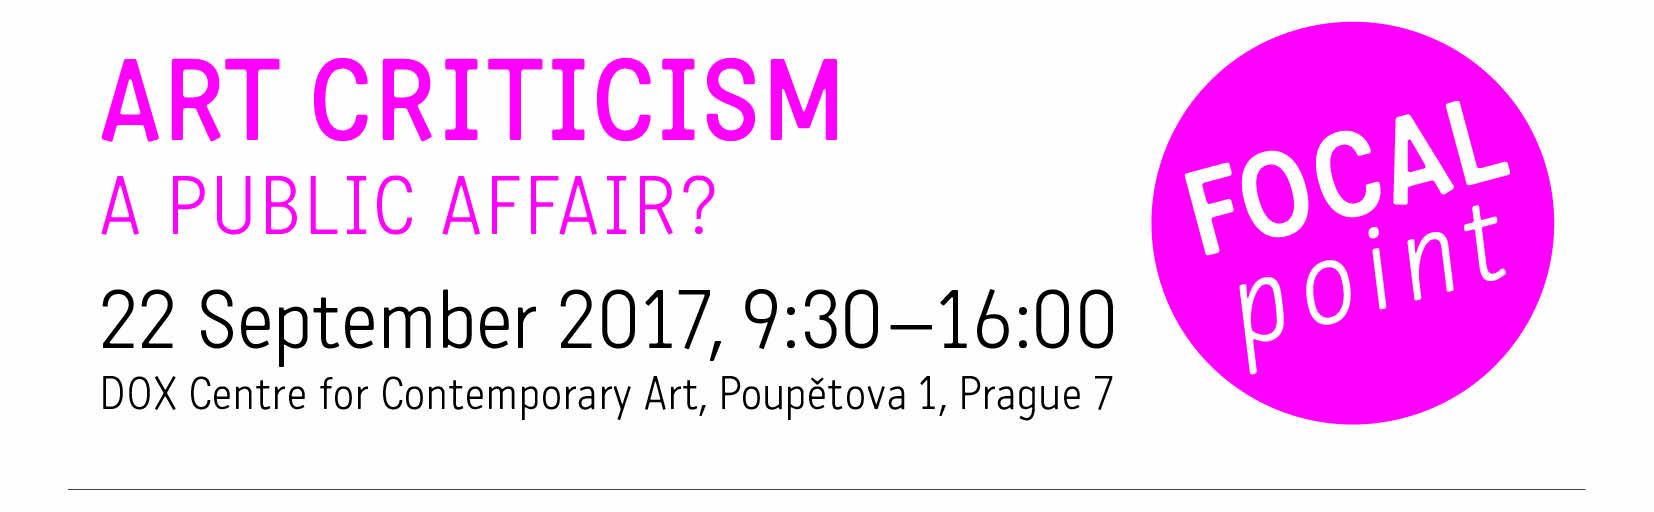 ART CRITICISM
A PUBLIC AFFAIR?
22 September 2017, 9:30–16:00
DOX Centre for Contemporary Art, Poupětova 1, Prague 7
FOCAL
point